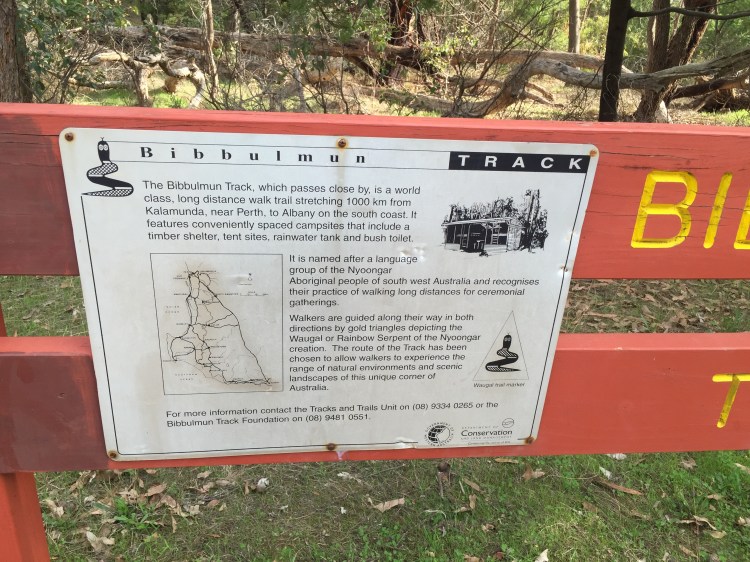 Bibbulmun TRACK
The Bibbulmun Track, which passes close by, is a world
class, long distance walk trail stretching 1000 km from
Kalamunda, near Perth, to Albany on the south coast. It
features conveniently spaced campsites that include a
timber shelter, tent sites, rainwater tank and bush toilet.
It is named after a language
group of the Nyoongar
Aboriginal people of south west Australia and recognises
their practice of walking long distances for ceremonial
gatherings.
Walkers are guided along their way in both
directions by gold triangles depicting the
Waugal or Rainbow Serpent of the Nyoongar
creation. The route of the Track has been
chosen to allow walkers to experience the
range of natural environments and scenic
landscapes of this unique corner of
Australia.
Waugal trail marker
For more information contact the Tracks and Trails Unit on (08) 9334 0265 or the
Bibbulmun Track Foundation on (08) 9481 0551.
Conservation
BI
T